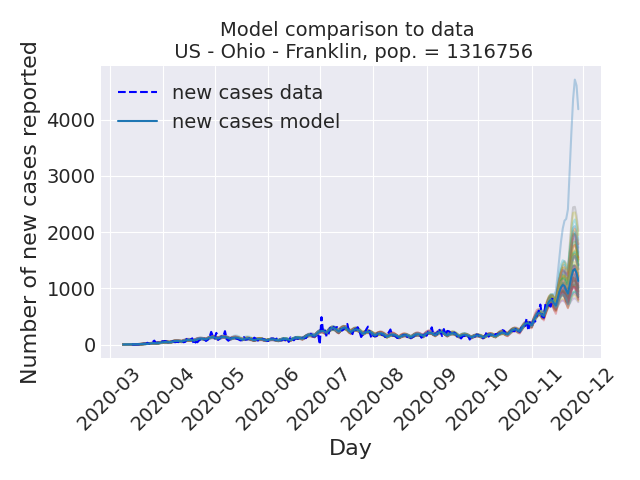 Model comparison to data
US - Ohio - Franklin, pop. = 1316756
new cases data
new cases model
Number of new cases reported
4000
3000
2000
1000
0
2020-03
2020-04
2020-05
2020-06
2020-07
2020-08
2020-09
2020-10
2020-11
2020-12
Day